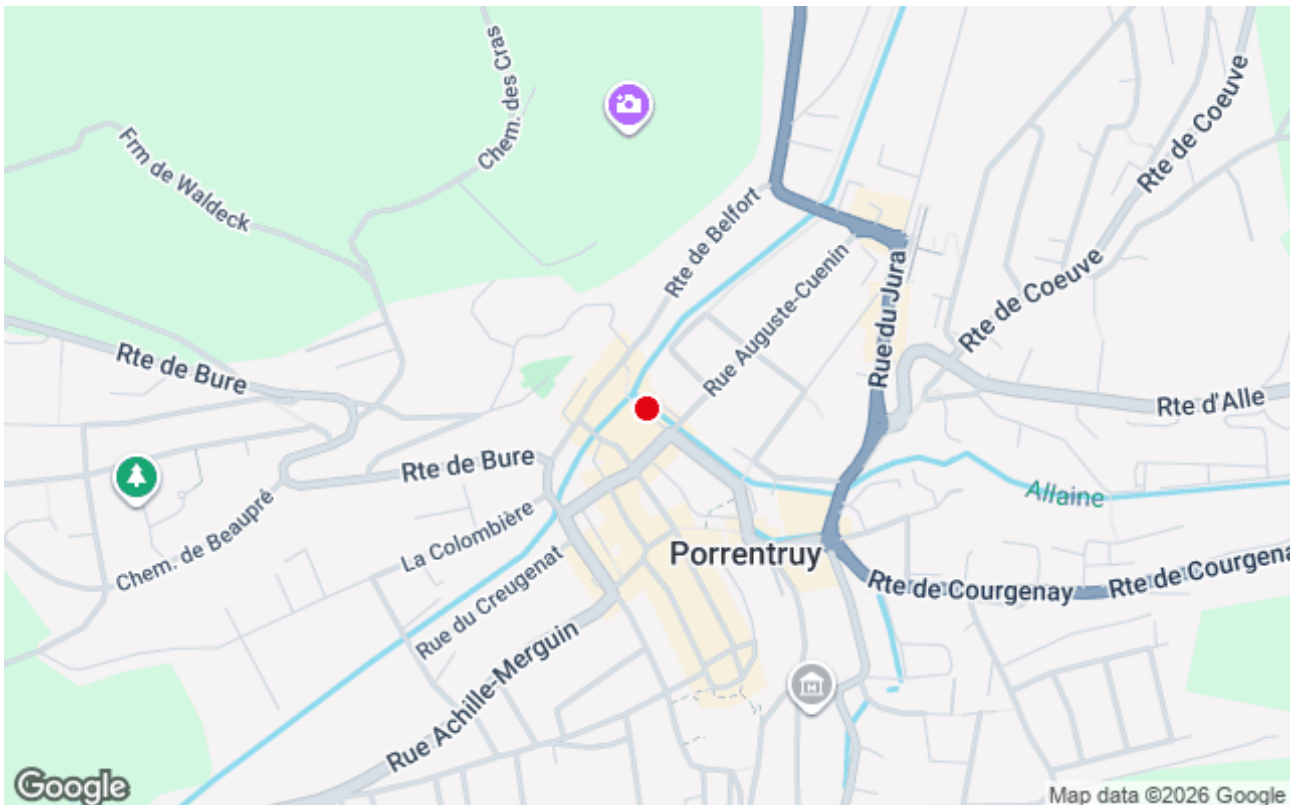 Chem. des Cras
Frm de Waldeck
Rte de Coeuve
Rte de Belfort
Rue Auguste-Cuenin
Rue du Jura
Rte de Coeuve
Rte de Bure
Rte d'Alle
Rte de Bure
Allaine
Chem. de Beaupré
La Colombière
Porrentruy
Rue du Creugenat
Rte de Courgenay
Rte de Courgena
Rue Achille-Merguin
Google
Map data ©2026 Google